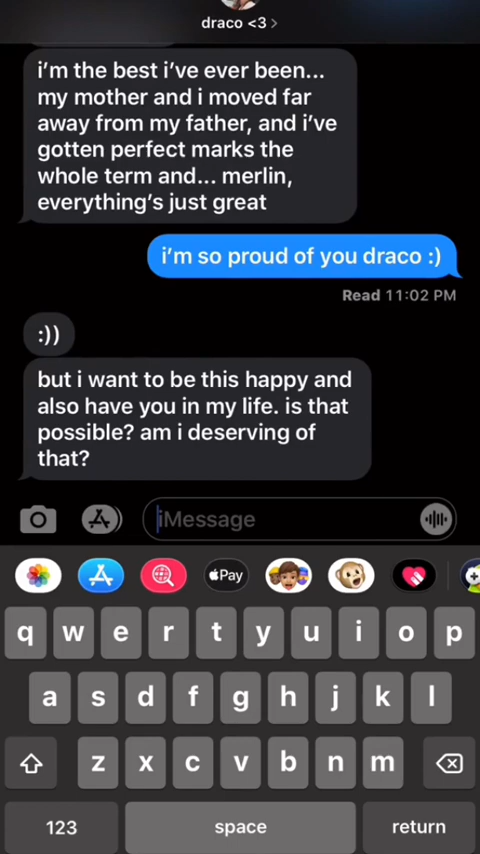 draco <3 >
i’m the best i’ve ever been...
my mother and i moved far
away from my father, and i’ve
gotten perfect marks the
whole term and... merlin,
everything’s just great
i’m so proud of you draco :)
Read 11:02 PM
:))
but i want to be this happy and
also have you in my life. is that
possible? am i deserving of
that?
iMessage
Pay
q w e r t y u i o p
a s d f g h j k l
z x c v b n m
123 space return